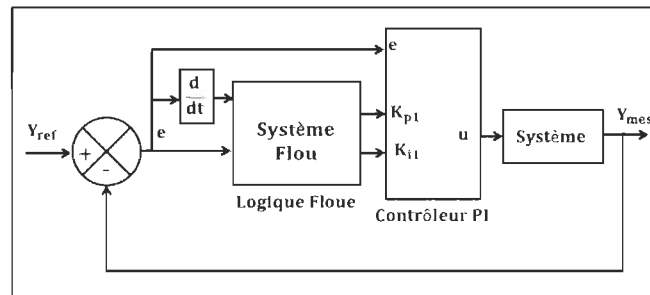 e
d
dt
Y_ref
e
+
-
Système
Flou
Logique Floue
K_p1
K_i1
u
Contrôleur PI
Système
Y_mes